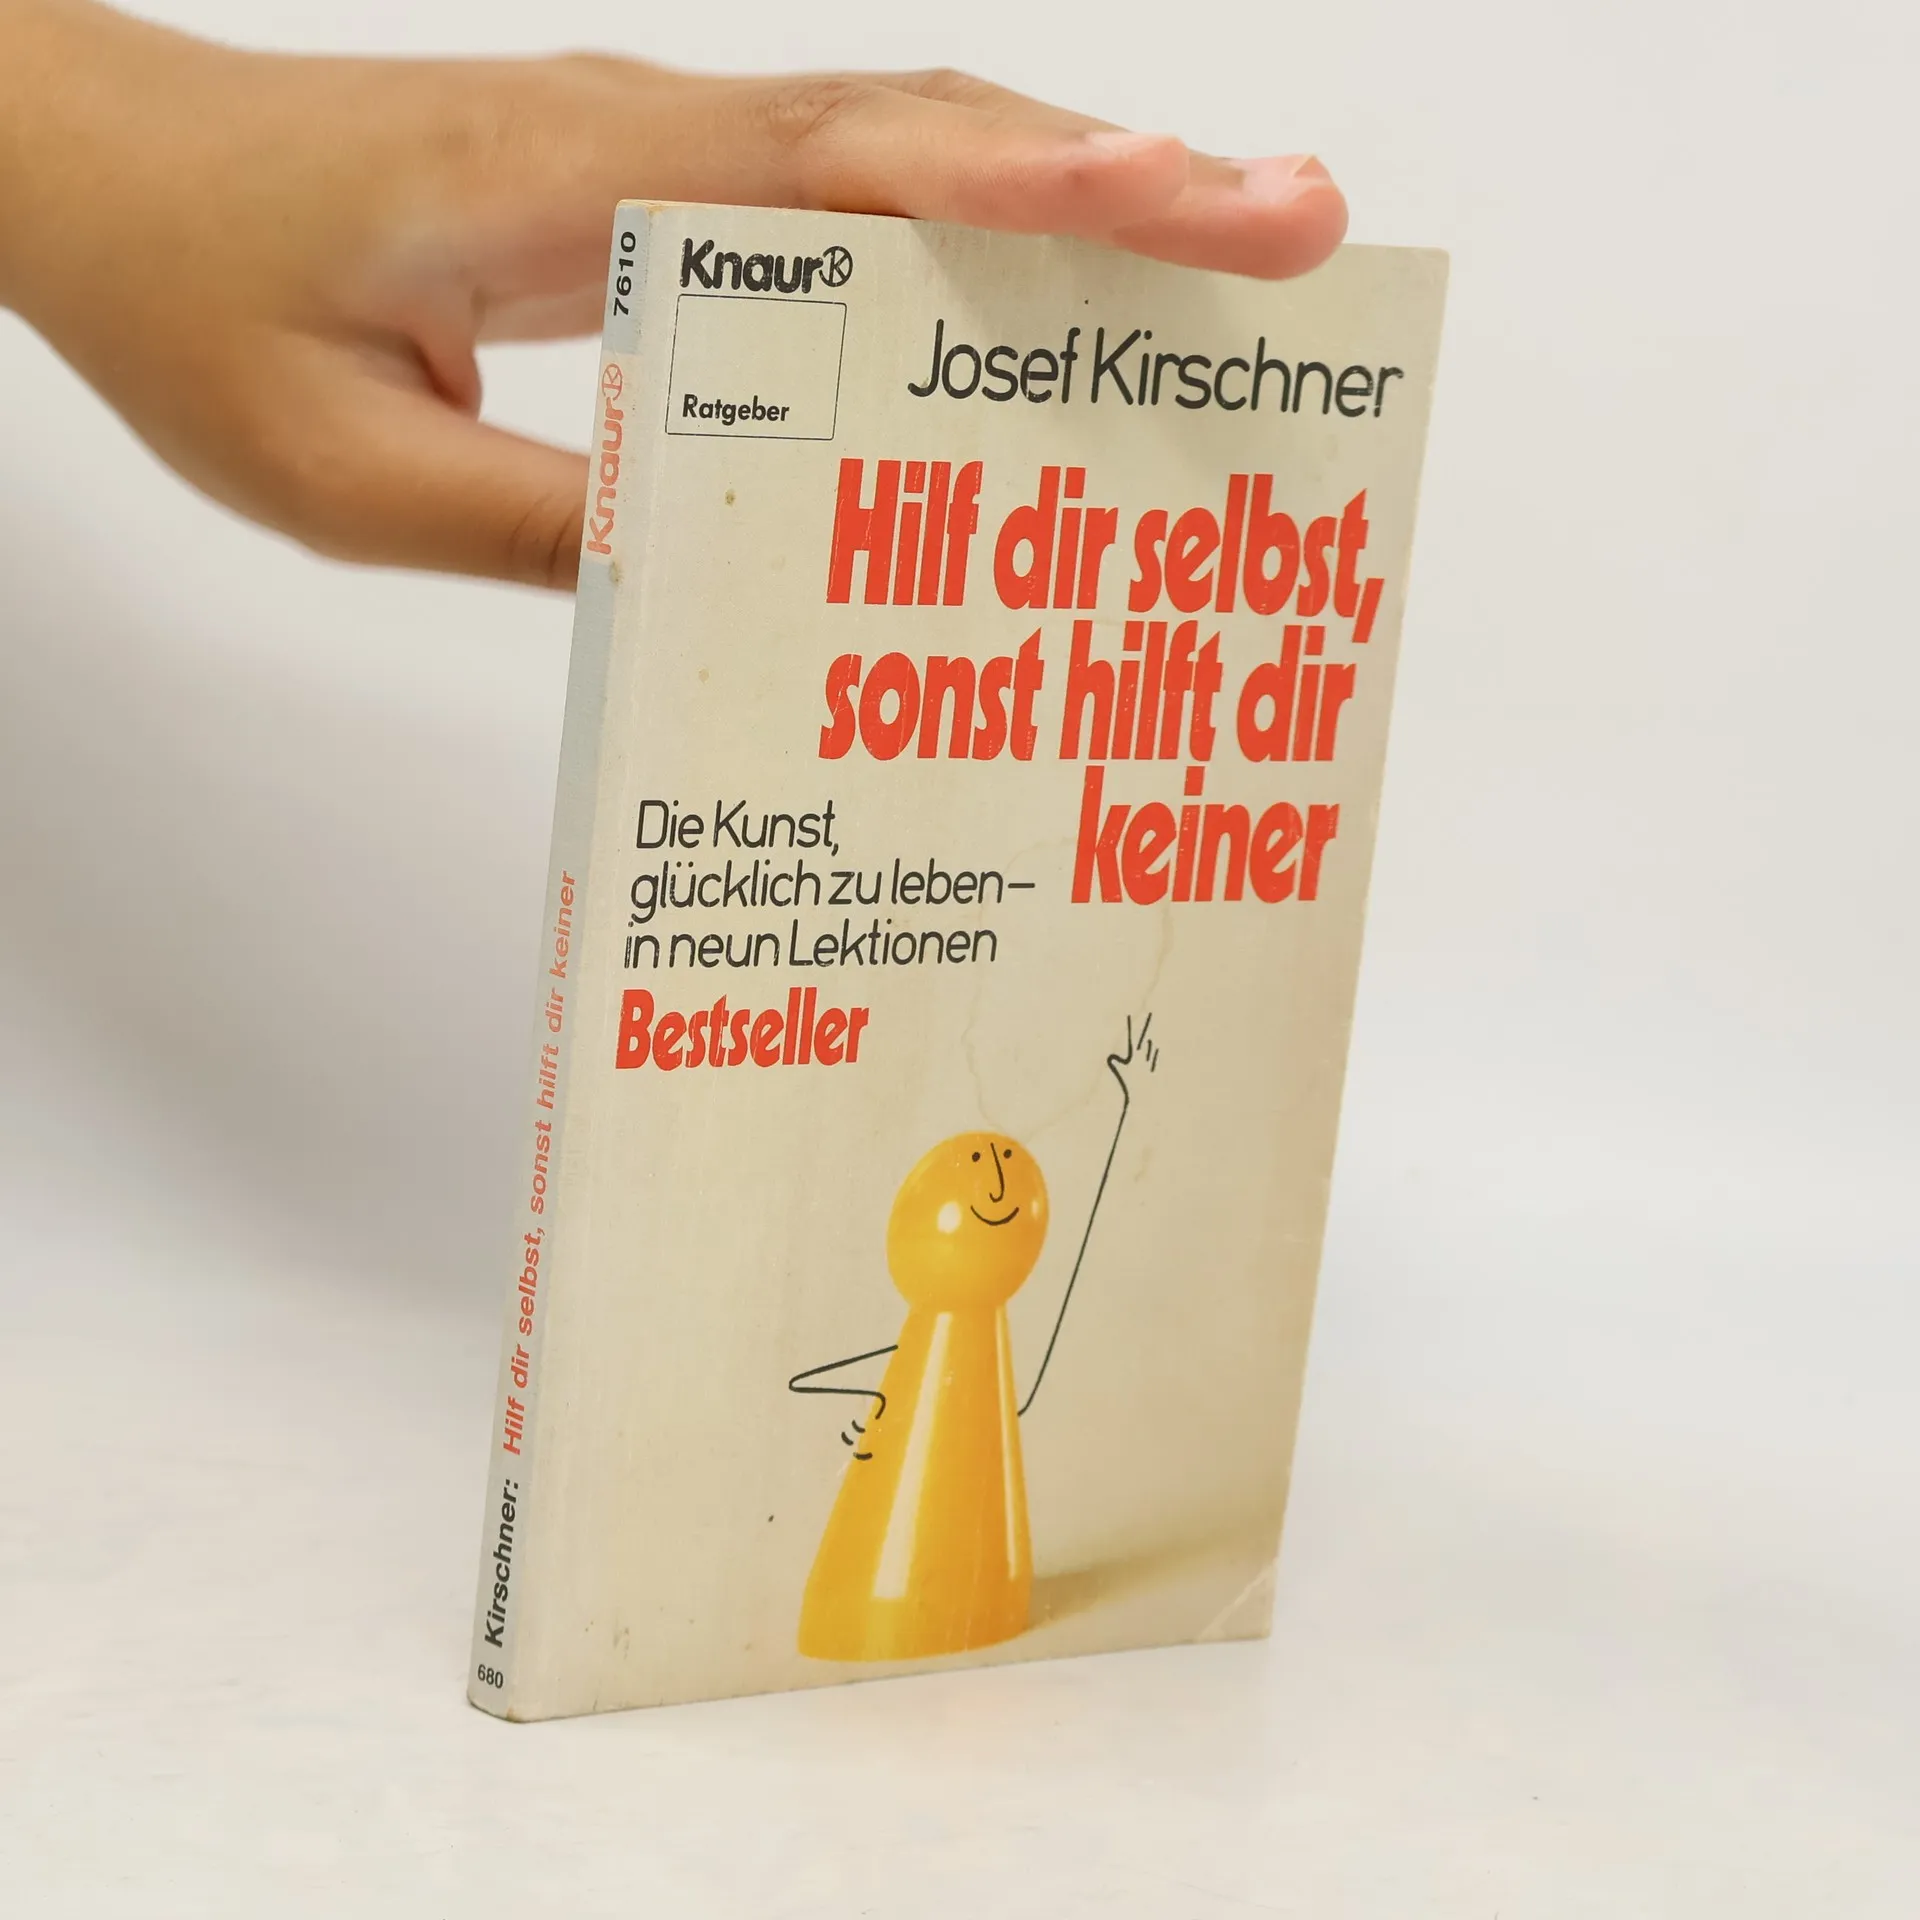 Knaur
Ratgeber
Josef Kirschner
Hilf dir selbst,
sonst hilft dir
keiner
Die Kunst,
glücklich zu leben–
in neun Lektionen
Bestseller
680 Kirschner: Hilf dir selbst, sonst hilft dir keiner Knaur 7610